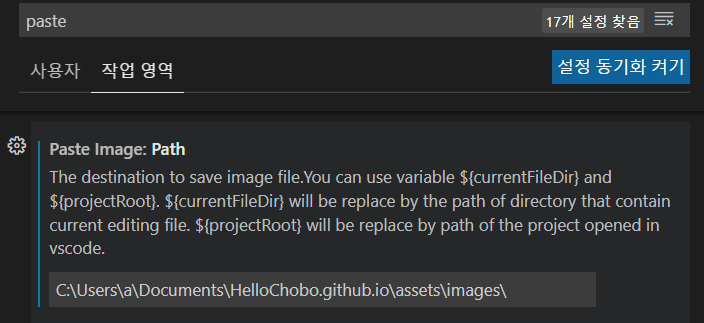 paste
17개 설정 찾음
사용자 작업 영역
설정 동기화 켜기
Paste Image: Path
The destination to save image file.You can use variable ${currentFileDir} and
${projectRoot}. ${currentFileDir} will be replace by the path of directory that contain
current editing file. ${projectRoot} will be replace by path of the project opened in
vscode.
C:\Users\a\Documents\HelloChobo.github.io\assets\images\